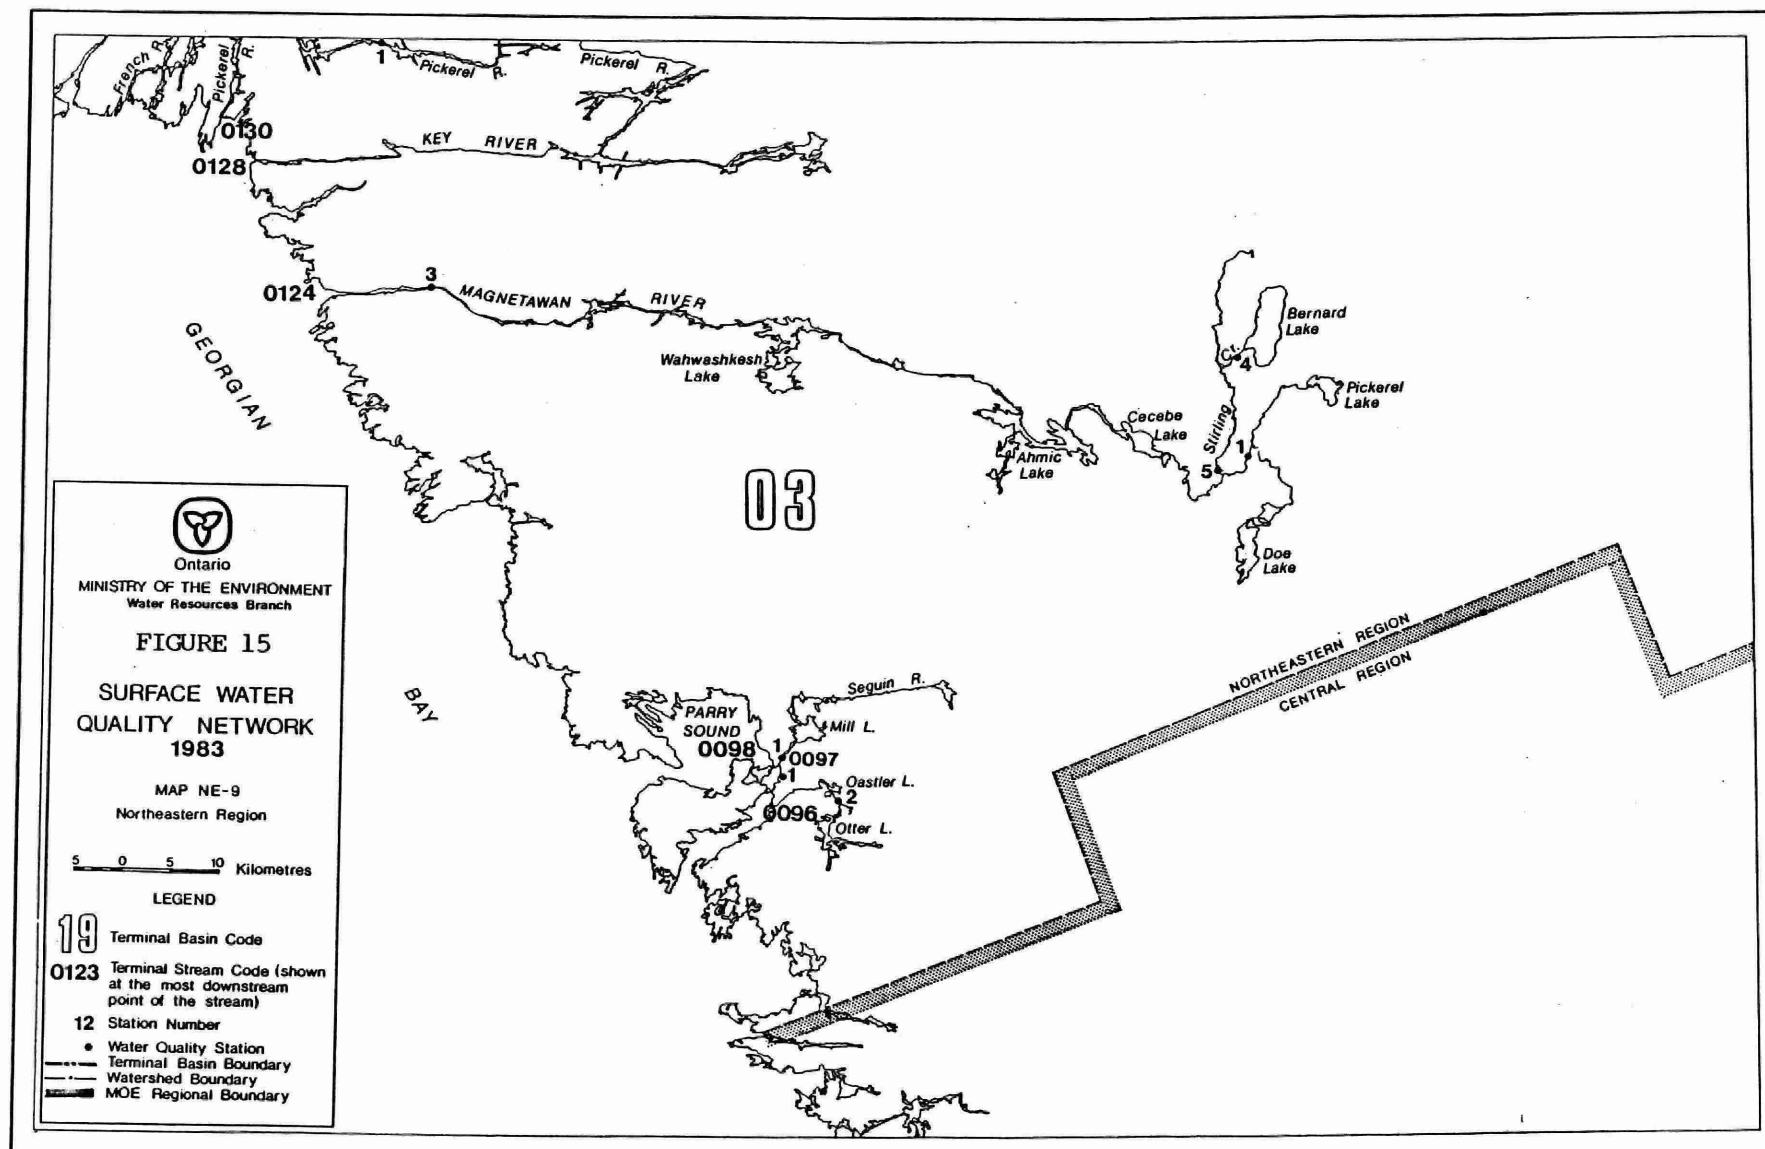 French R.
Pickerel R.
1
Pickerel R.
Pickerel R.
0130
KEY RIVER
0128
3
0124
MAGNETAWAN RIVER
GEORGIAN
BAY
Wahwashkesh
Lake
Bernard
Lake
Cr.
4
Pickerel
Lake
Cecebe
Lake
Stirling
1
5
Ahmic
Lake
03
Doe
Lake
NORTHEASTERN REGION
CENTRAL REGION
Seguin R.
PARRY
SOUND
Mill L.
0098
1
0097
1
Oastler L.
2
0096
Otter L.
Ontario
MINISTRY OF THE ENVIRONMENT
Water Resources Branch
FIGURE 15
SURFACE WATER
QUALITY NETWORK
1983
MAP NE-9
Northeastern Region
5 0 5 10 Kilometres
LEGEND
19 Terminal Basin Code
0123 Terminal Stream Code (shown
at the most downstream
point of the stream)
12 Station Number
Water Quality Station
Terminal Basin Boundary
Watershed Boundary
MOE Regional Boundary